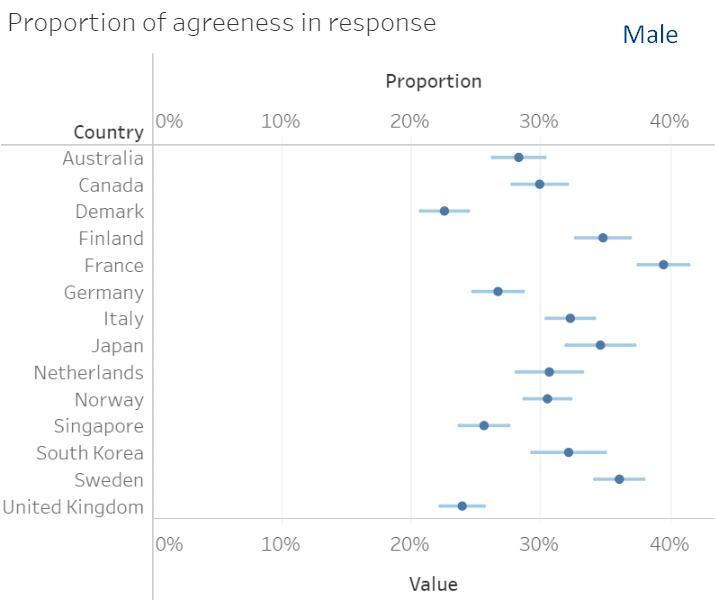 Proportion of agreeness in response
Male
Proportion
0% 10% 20% 30% 40%
Country
Australia
Canada
Demark
Finland
France
Germany
Italy
Japan
Netherlands
Norway
Singapore
South Korea
Sweden
United Kingdom
0% 10% 20% 30% 40%
Value